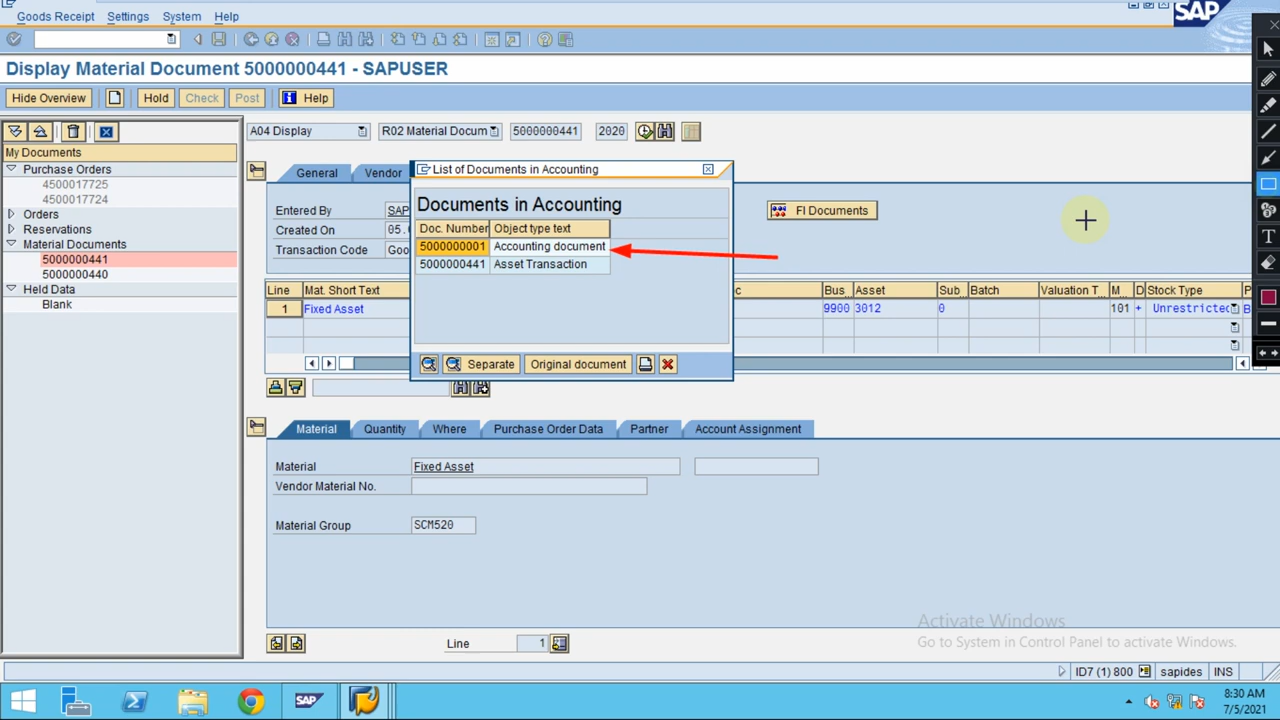 Goods Receipt Settings System Help
SAP
Display Material Document 5000000441 - SAPUSER
Hide Overview Hold Check Post Help
A04 Display R02 Material Docum 5000000441 2020
My Documents
Purchase Orders
4500017725
4500017724
Orders
Reservations
Material Documents
5000000441
5000000440
Held Data
Blank
General Vendor
Entered By SAP
Created On 05.
Transaction Code Goo
FI Documents
List of Documents in Accounting
Documents in Accounting
Doc. Number Object type text
5000000001 Accounting document
5000000441 Asset Transaction
Separate Original document
Line Mat. Short Text c Bus Asset Sub Batch Valuation T M D Stock Type P
1 Fixed Asset 9900 3012 0 101 + Unrestricted B
Material Quantity Where Purchase Order Data Partner Account Assignment
Material Fixed Asset
Vendor Material No.
Material Group SCM520
Activate Windows
Go to System in Control Panel to activate Windows.
Line 1
ID7 (1) 800 sapides INS
SAP
8:30 AM
7/5/2021